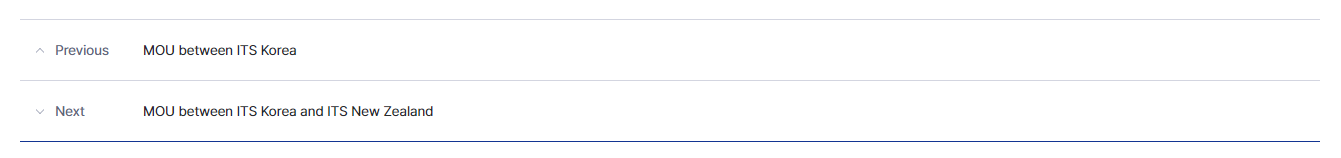 Previous MOU between ITS Korea
Next MOU between ITS Korea and ITS New Zealand